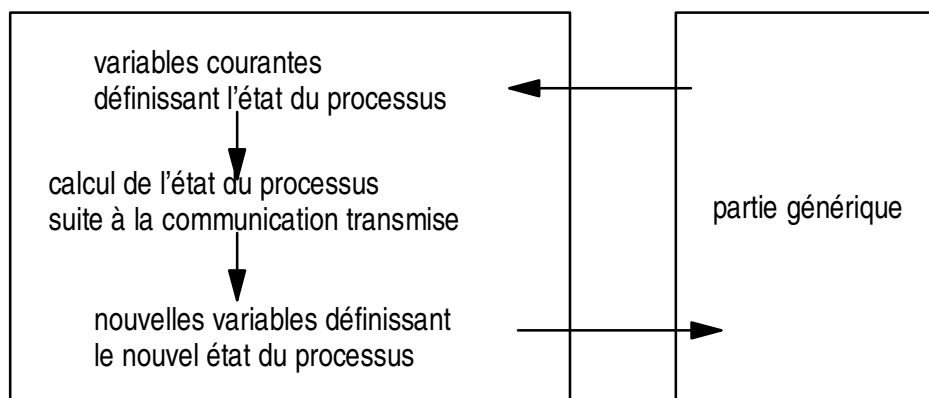 variables courantes
définissant l'état du processus
calcul de l'état du processus
suite à la communication transmise
partie générique
nouvelles variables définissant
le nouvel état du processus